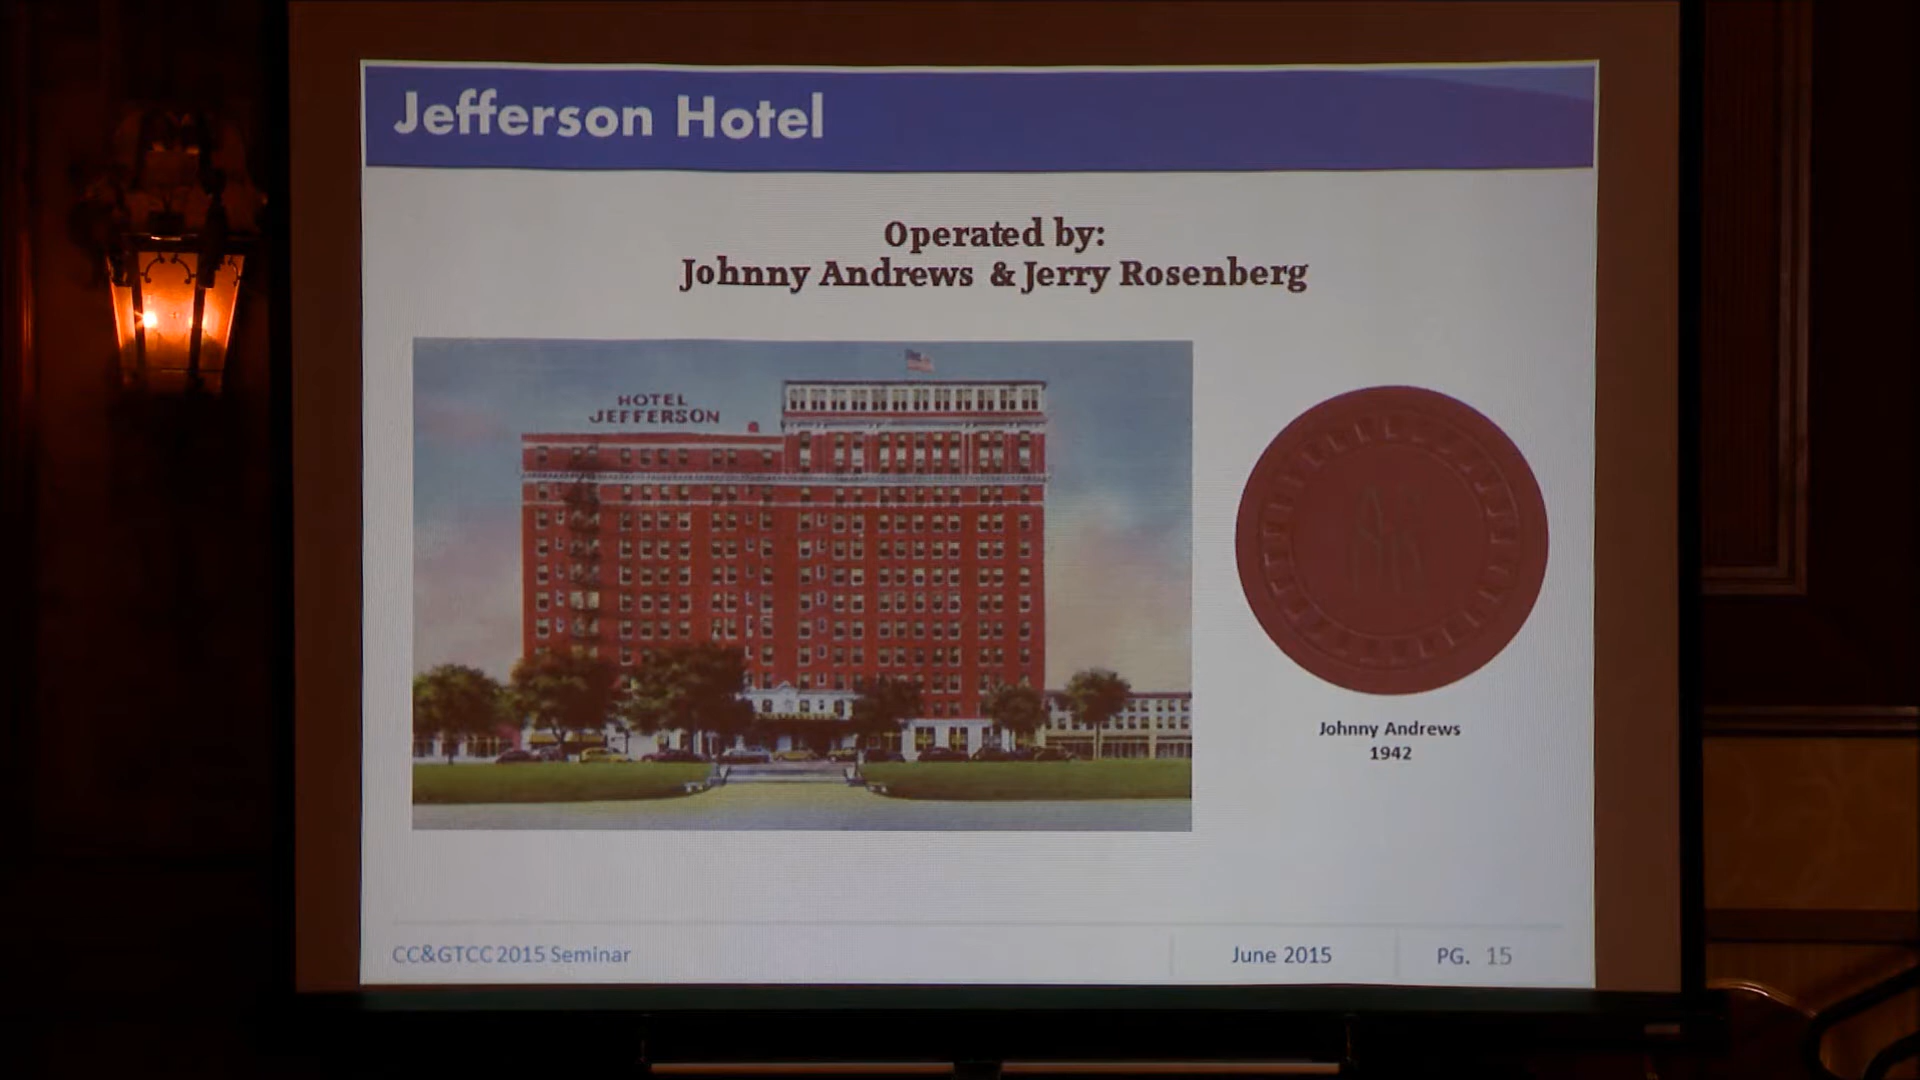 Jefferson Hotel
Operated by:
Johnny Andrews & Jerry Rosenberg
HOTEL
JEFFERSON
Johnny Andrews
1942
CC&GTCC 2015 Seminar
June 2015
PG. 15